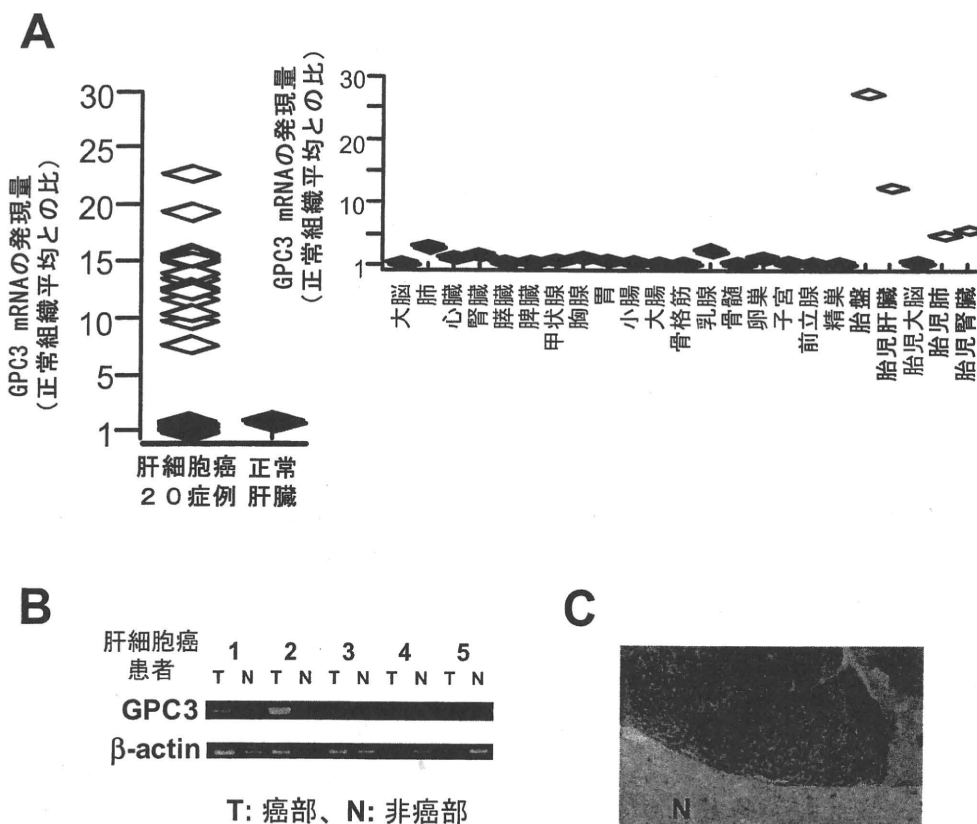 A
GPC3 mRNAの発現量
(正常組織平均との比)
30
25
20
15
10
5
1
肝細胞癌
20症例
正常
肝臓
GPC3 mRNAの発現量
(正常組織平均との比)
30
20
10
1
大脳
肺
心臓
腎臓
膵臓
脾臓
甲状腺
胸腺
胃
小腸
大腸
骨格筋
乳腺
骨髄
卵巣
子宮
前立腺
精巣
胎盤
胎児肝臓
胎児大脳
胎児肺
胎児腎臓
B
肝細胞癌
患者
1 2 3 4 5
T N T N T N T N T N
GPC3
β-actin
T: 癌部、N: 非癌部
C
N